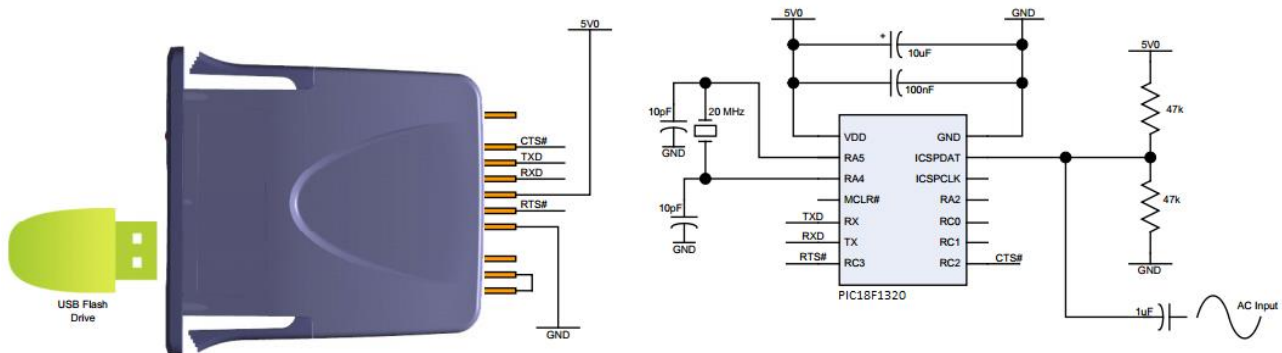 5V0
CTS#
TXD
RXD
RTS#
GND
USB Flash
Drive
5V0
GND
+
10uF
100nF
10pF
20 MHz
GND
10pF
GND
VDD
GND
RA5
ICSPDAT
RA4
ICSPCLK
MCLR#
RA2
TXD
RX
RC0
RXD
TX
RC1
RTS#
RC3
RC2
CTS#
PIC18F1320
5V0
47k
47k
GND
1uF
AC Input